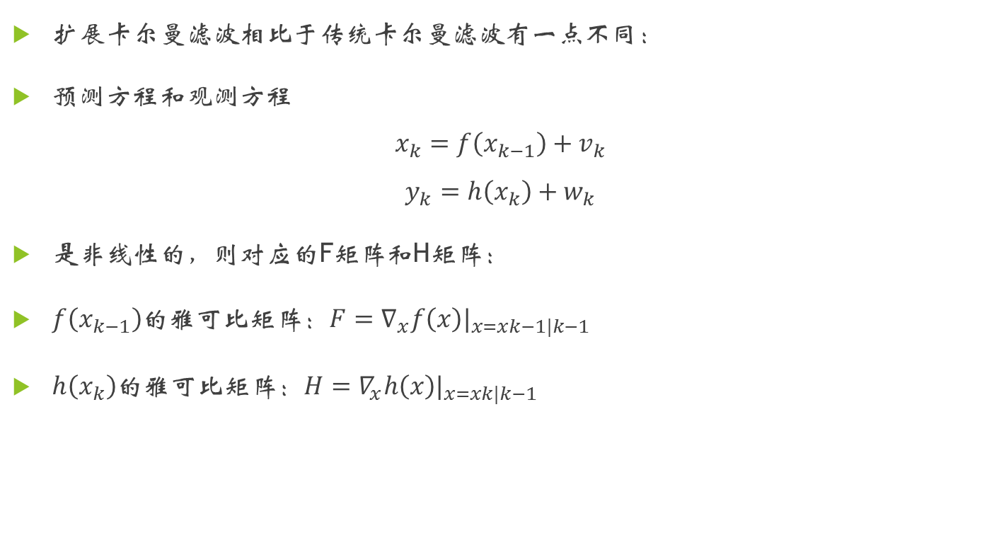 扩展卡尔曼滤波相比于传统卡尔曼滤波有一点不同：
预测方程和观测方程
x_k = f(x_{k-1}) + v_k
y_k = h(x_k) + w_k
是非线性的，则对应的F矩阵和H矩阵：
f(x_{k-1})的雅可比矩阵：F = ∇_x f(x)|_{x=xk-1|k-1}
h(x_k)的雅可比矩阵：H = ∇_x h(x)|_{x=xk|k-1}